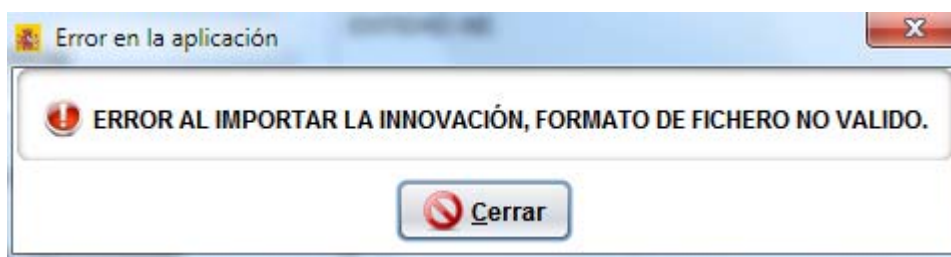 Error en la aplicación
ERROR AL IMPORTAR LA INNOVACIÓN, FORMATO DE FICHERO NO VALIDO.
Cerrar